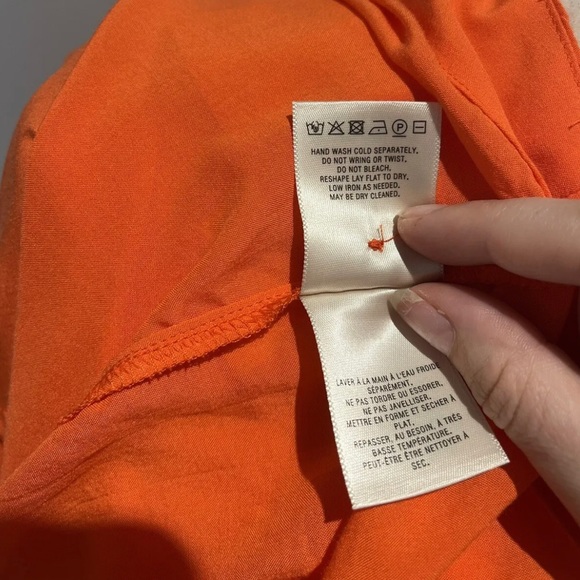 HAND WASH COLD SEPARATELY.
DO NOT WRING OR TWIST.
DO NOT BLEACH.
RESHAPE LAY FLAT TO DRY.
LOW IRON AS NEEDED.
MAY BE DRY CLEANED.
LAVER À LA MAIN À L'EAU FROIDE
SÉPARÉMENT.
NE PAS TORDRE OU ESSORER.
NE PAS JAVELLISER.
METTRE EN FORME ET SÉCHER À
PLAT.
REPASSER, AU BESOIN, À TRÈS
BASSE TEMPÉRATURE.
PEUT-ÊTRE ÊTRE NETTOYER À
SEC.